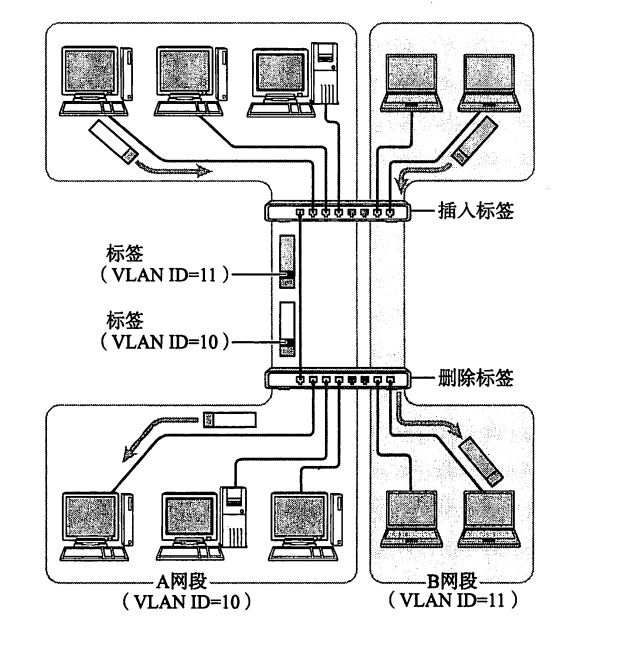 插入标签
标签
（VLAN ID=11）
标签
（VLAN ID=10）
删除标签
A网段
（VLAN ID=10）
B网段
（VLAN ID=11）